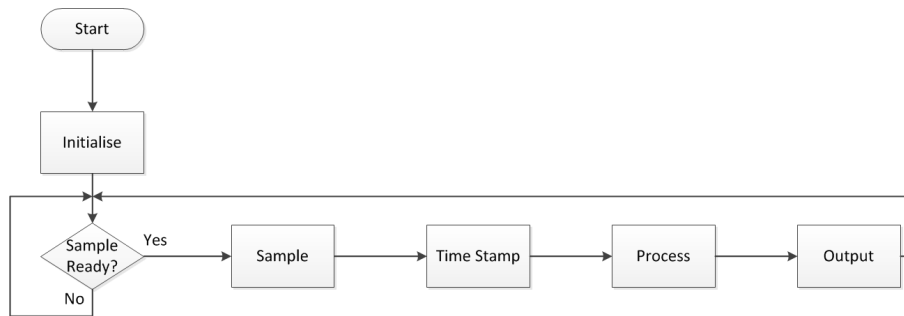 Start
Initialise
Sample
Ready?
Yes
No
Sample
Time Stamp
Process
Output